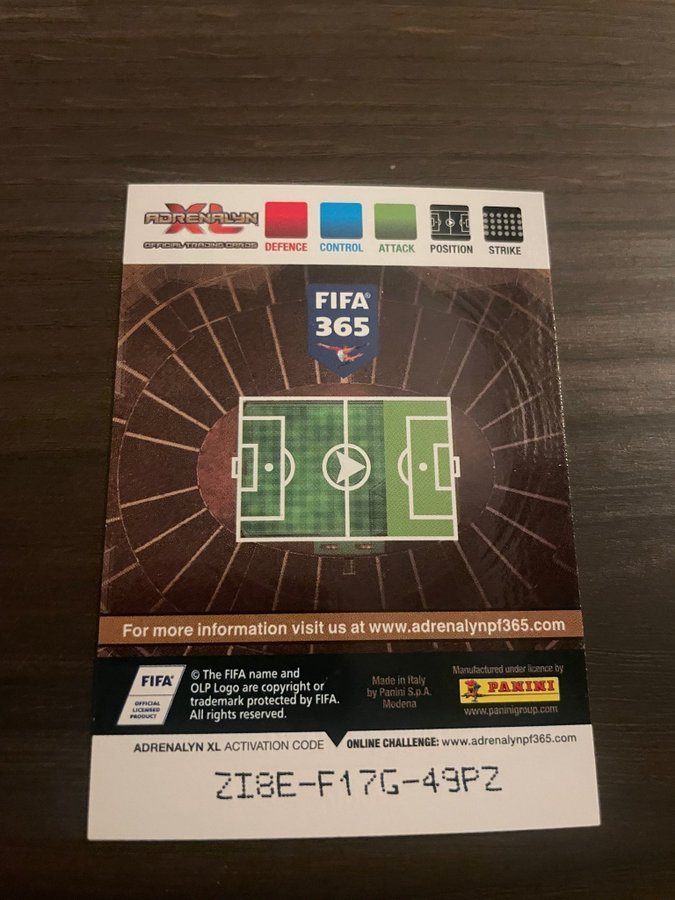 ADRENALYN XL
OFFICIAL TRADING CARDS
DEFENCE CONTROL ATTACK POSITION STRIKE
FIFA®
365
For more information visit us at www.adrenalynpf365.com
FIFA®
OFFICIAL
LICENSED
PRODUCT
© The FIFA name and
OLP Logo are copyright or
trademark protected by FIFA.
All rights reserved.
Made in Italy
by Panini S.p.A.
Modena
Manufactured under licence by
PANINI
www.paninigroup.com
ADRENALYN XL ACTIVATION CODE ONLINE CHALLENGE: www.adrenalynpf365.com
ZI8E-F17G-49PZ